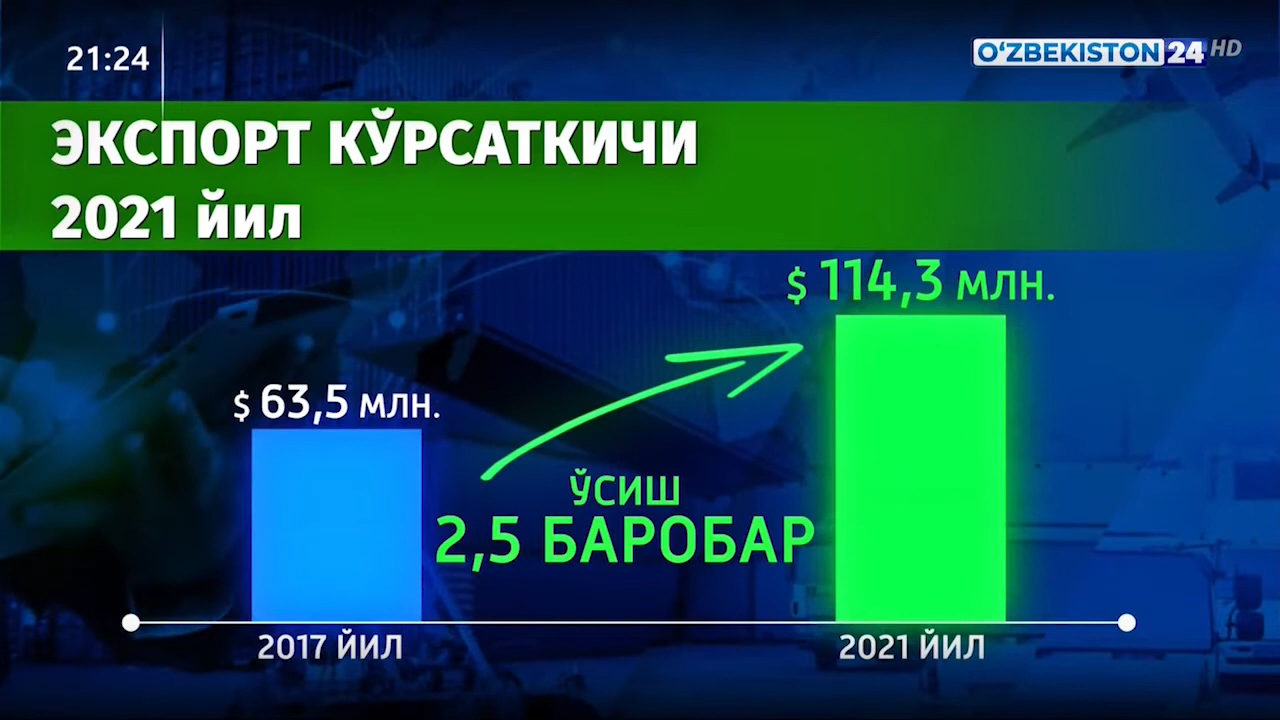 21:24
O‘ZBEKISTON 24 HD
ЭКСПОРТ КЎРСАТКИЧИ
2021 йил
$ 114,3 МЛН.
$ 63,5 МЛН.
ЎСИШ
2,5 БАРОБАР
2017 ЙИЛ
2021 ЙИЛ